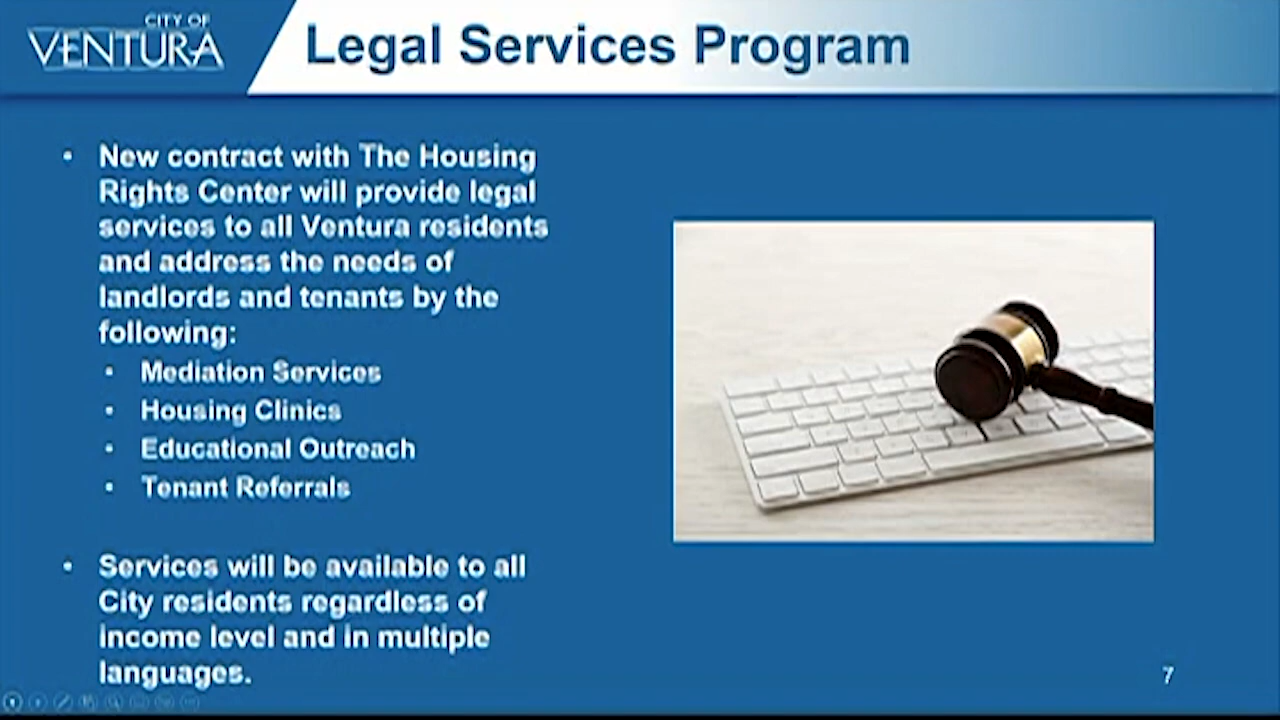 CITY OF
VENTURA
Legal Services Program
• New contract with The Housing
Rights Center will provide legal
services to all Ventura residents
and address the needs of
landlords and tenants by the
following:
• Mediation Services
• Housing Clinics
• Educational Outreach
• Tenant Referrals
• Services will be available to all
City residents regardless of
income level and in multiple
languages.
7